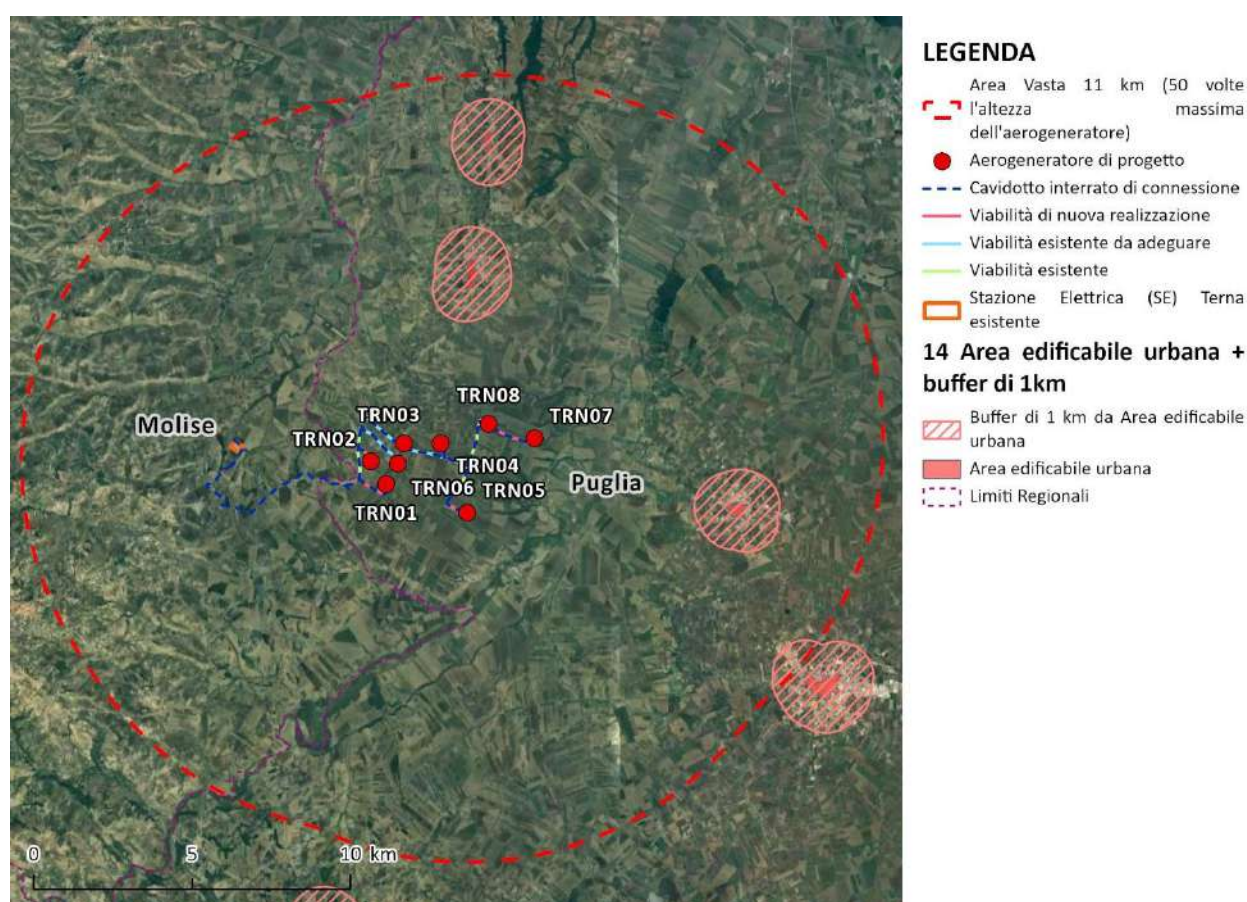 LEGENDA
Area Vasta 11 km (50 volte
l'altezza massima
dell'aerogeneratore)
Aerogeneratore di progetto
Cavidotto interrato di connessione
Viabilità di nuova realizzazione
Viabilità esistente da adeguare
Viabilità esistente
Stazione Elettrica (SE) Terna
esistente
14 Area edificabile urbana +
buffer di 1km
Buffer di 1 km da Area edificabile
urbana
Area edificabile urbana
Limiti Regionali
TRN08
TRN03
TRN07
Molise
TRN02
TRN04
TRN06
TRN05
Puglia
TRN01
0
5
10 km